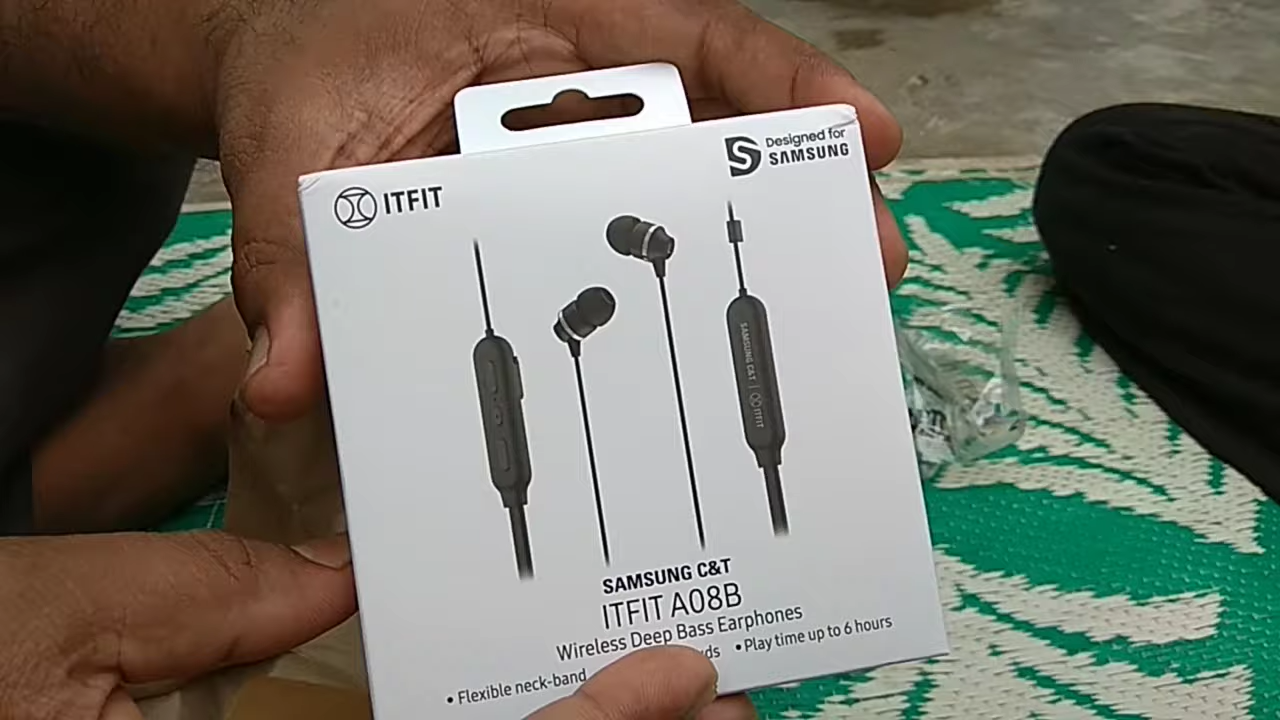 ITFIT
Designed for
SAMSUNG
SAMSUNG C&T | ITFIT
SAMSUNG C&T
ITFIT A08B
Wireless Deep Bass Earphones
• Flexible neck-band • Play time up to 6 hours